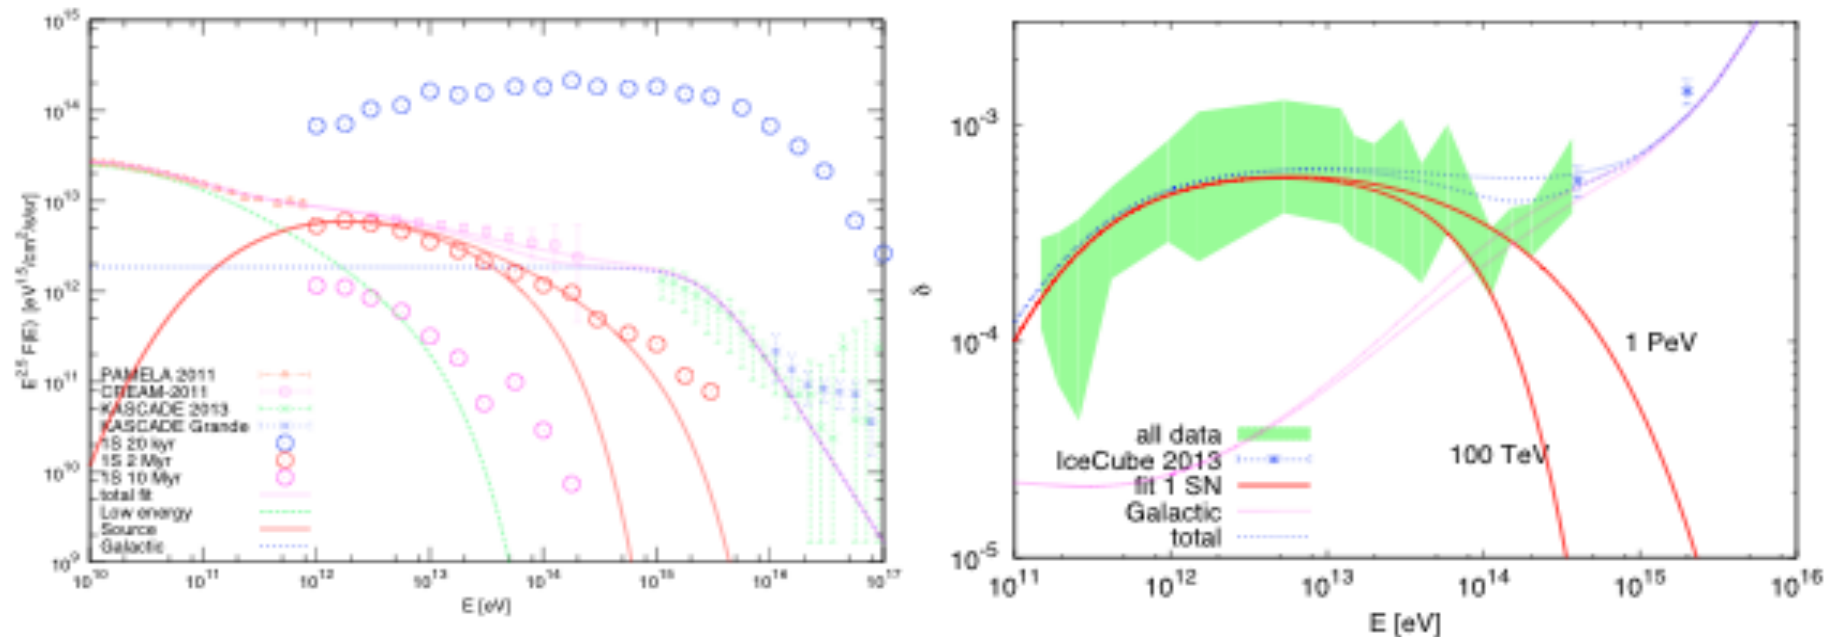 10^15
10^14
10^13
10^12
10^11
10^10
10^9
E^2.5 F(E) [eV^1.5/cm^2/s/sr]
PAMELA 2011
CREAM-2011
KASCADE 2013
KASCADE Grande
1S 20 kyr
1S 2 Myr
1S 10 Myr
total fit
Low energy
Source
Galactic
10^10 10^11 10^12 10^13 10^14 10^15 10^16 10^17
E [eV]
10^-3
10^-4
10^-5
δ
1 PeV
100 TeV
all data
IceCube 2013
fit 1 SN
Galactic
total
10^11 10^12 10^13 10^14 10^15 10^16
E [eV]